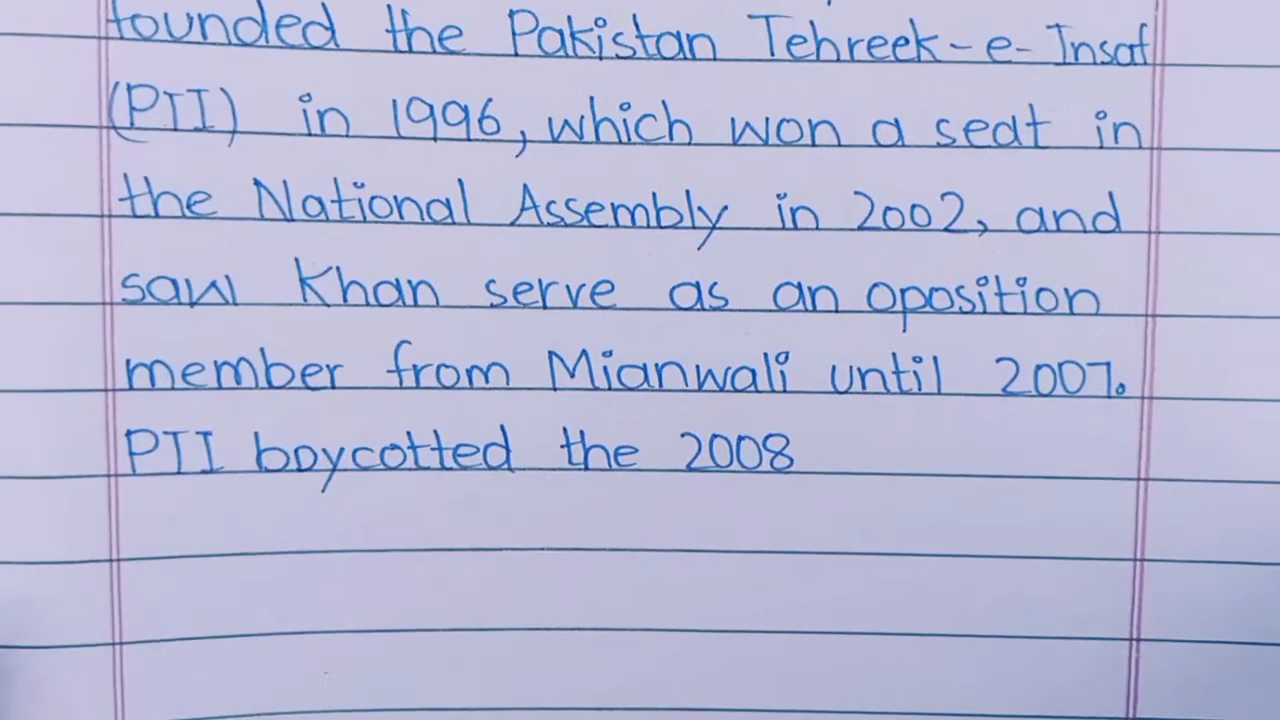 founded the Pakistan Tehreek-e-Insaf
(PTI) in 1996, which won a seat in
the National Assembly in 2002, and
saw Khan serve as an oposition
member from Mianwali until 2007.
PTI boycotted the 2008